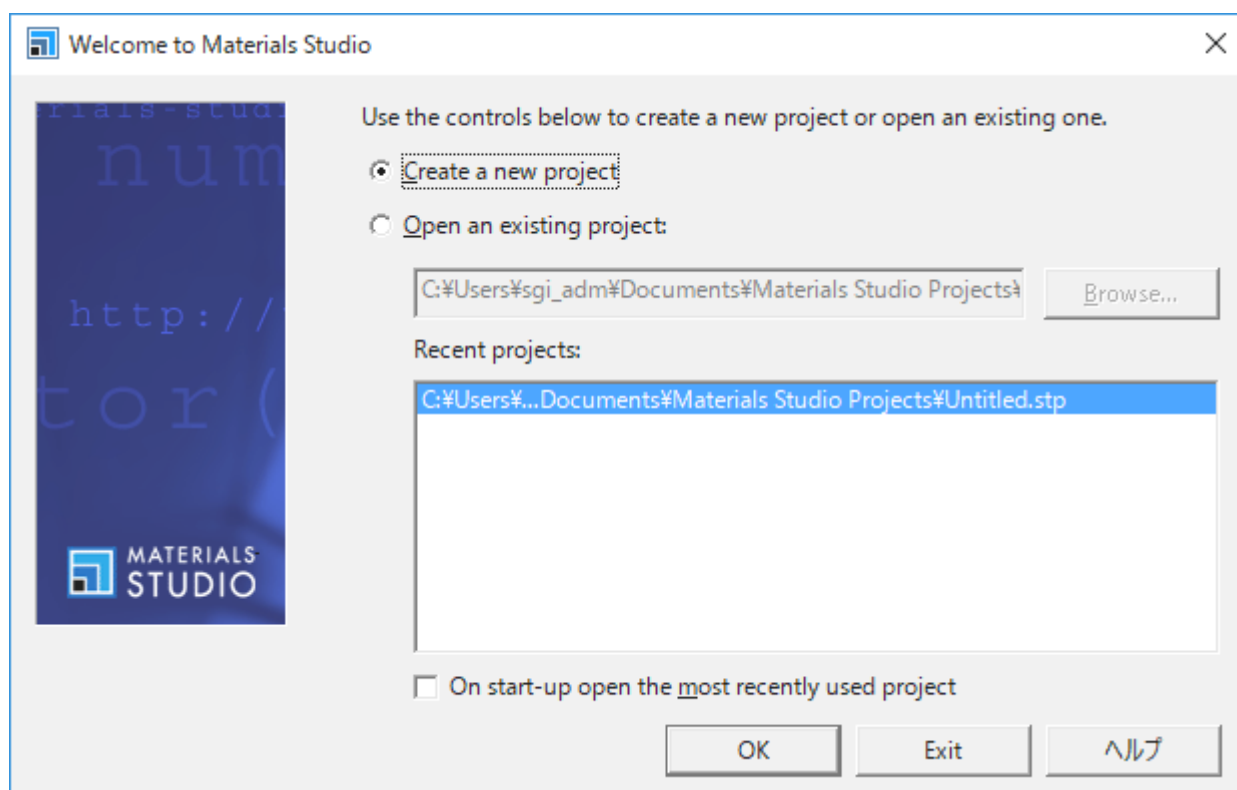 Welcome to Materials Studio
rials-stud
num
http://
tor(
MATERIALS
STUDIO
Use the controls below to create a new project or open an existing one.
Create a new project
Open an existing project:
C:¥Users¥sgi_adm¥Documents¥Materials Studio Projects¥
Browse...
Recent projects:
C:¥Users¥...Documents¥Materials Studio Projects¥Untitled.stp
On start-up open the most recently used project
OK
Exit
ヘルプ